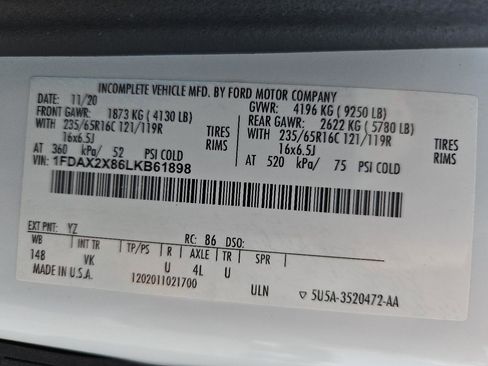 INCOMPLETE VEHICLE MFD. BY FORD MOTOR COMPANY
DATE: 11/20 GVWR: 4196 KG ( 9250 LB)
FRONT GAWR: 1873 KG ( 4130 LB) REAR GAWR: 2622 KG ( 5780 LB)
WITH 235/65R16C 121/119R TIRES WITH 235/65R16C 121/119R TIRES
16x6.5J RIMS 16x6.5J RIMS
AT 360 kPa/ 52 PSI COLD AT 520 kPa/ 75 PSI COLD
VIN: 1FDAX2X86LKB61898
EXT PNT: YZ RC: 86 DSO:
WB INT TR TP/PS R AXLE TR SPR
148 VK U 4L U
MADE IN U.S.A. 1202011021700 ULN ▽ 5U5A-3520472-AA